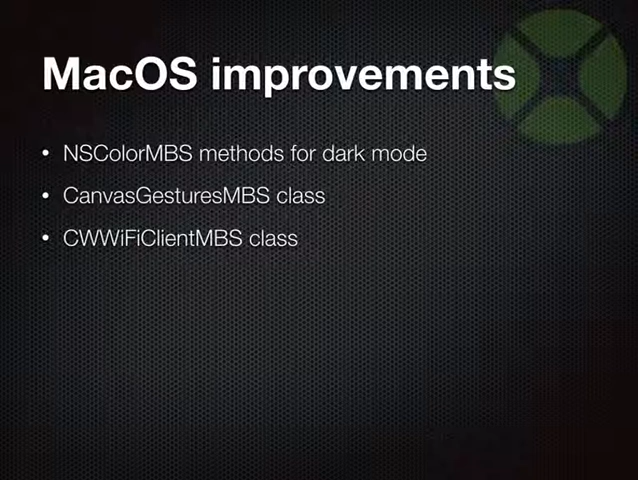 MacOS improvements
• NSColorMBS methods for dark mode
• CanvasGesturesMBS class
• CWWiFiClientMBS class